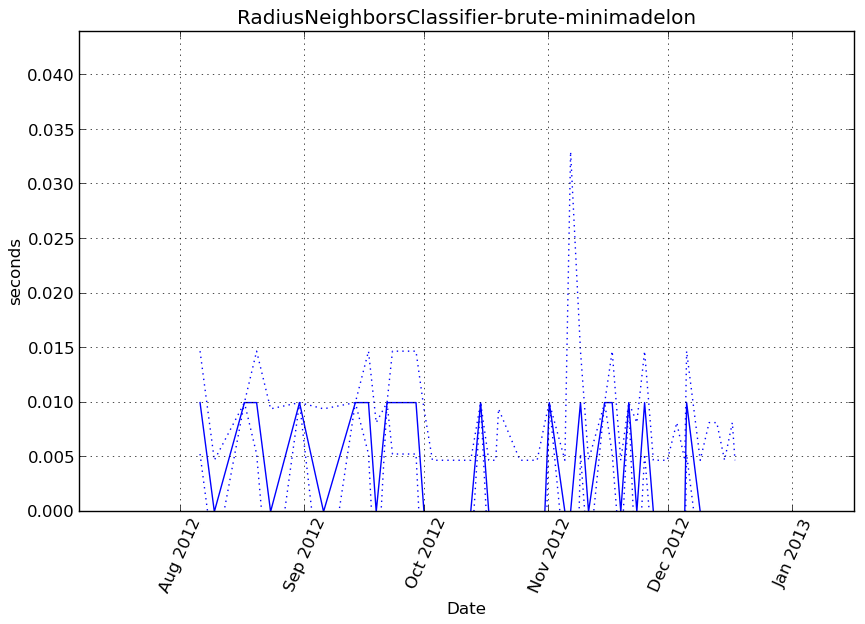 RadiusNeighborsClassifier-brute-minimadelon
0.040
0.035
0.030
0.025
0.020
0.015
0.010
0.005
0.000
seconds
Aug 2012
Sep 2012
Oct 2012
Nov 2012
Dec 2012
Jan 2013
Date